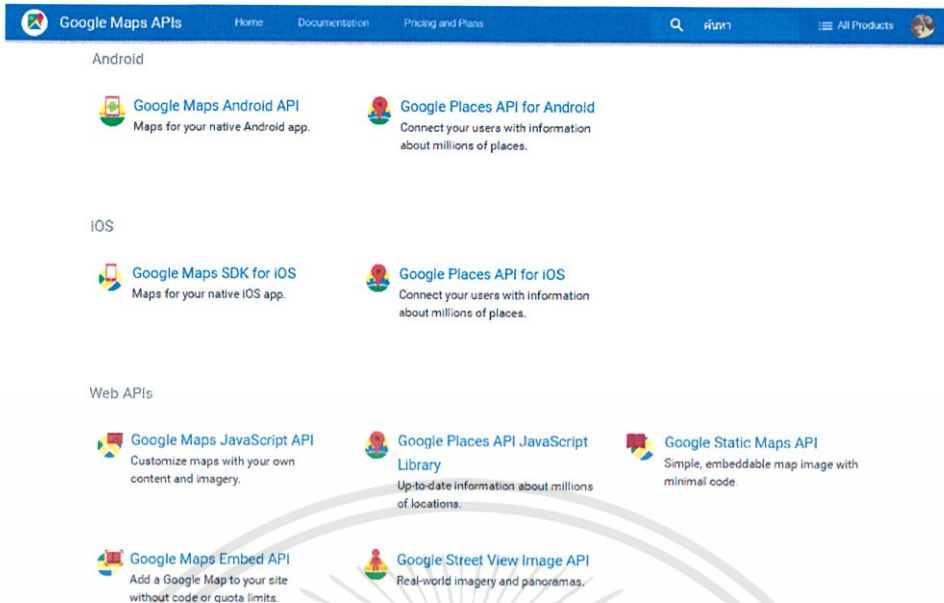 Google Maps APIs Home Documentation Pricing and Plans ค้นหา All Products
Android
Google Maps Android API
Maps for your native Android app.
Google Places API for Android
Connect your users with information
about millions of places.
iOS
Google Maps SDK for iOS
Maps for your native iOS app.
Google Places API for iOS
Connect your users with information
about millions of places.
Web APIs
Google Maps JavaScript API
Customize maps with your own
content and imagery.
Google Places API JavaScript
Library
Up-to-date information about millions
of locations.
Google Static Maps API
Simple, embeddable map image with
minimal code.
Google Maps Embed API
Add a Google Map to your site
without code or quota limits.
Google Street View Image API
Real-world imagery and panoramas.